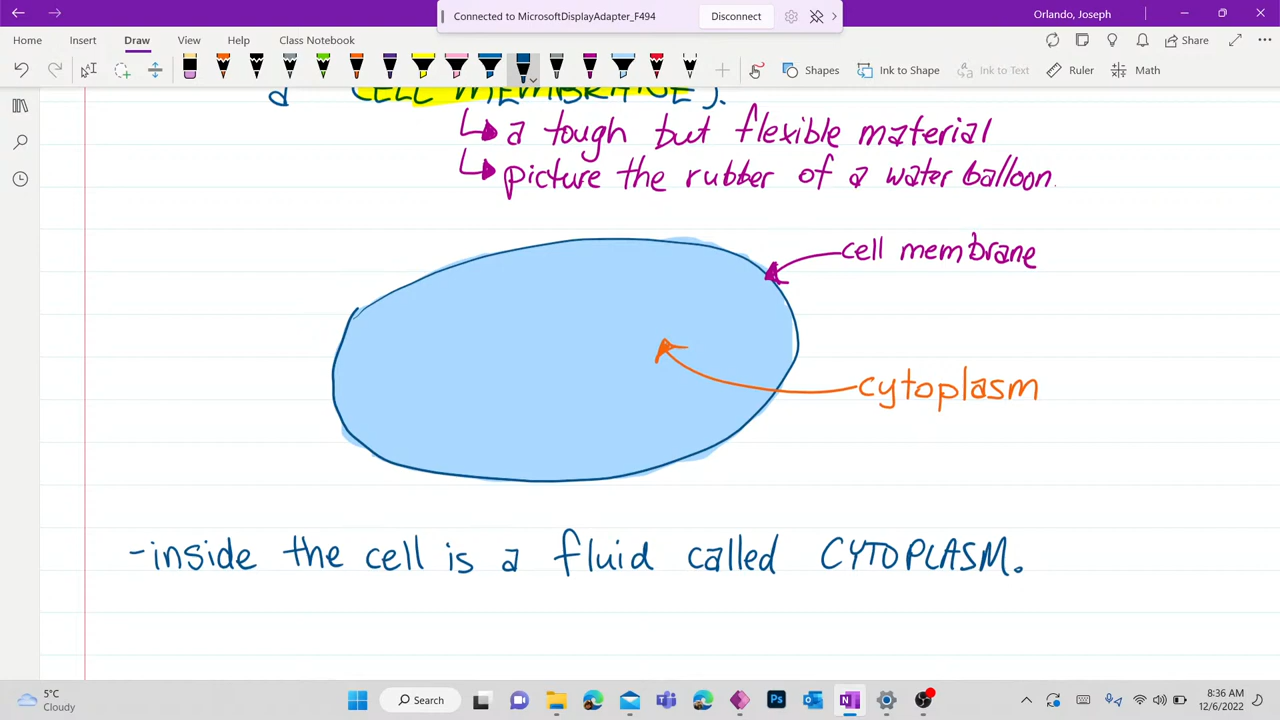 Connected to MicrosoftDisplayAdapter_F494
Disconnect
Orlando, Joseph
Home
Insert
Draw
View
Help
Class Notebook
Share
Shapes
Ink to Shape
Ink to Text
Ruler
Math
a CELL MEMBRANE).
a tough but flexible material
picture the rubber of a water balloon.
cell membrane
cytoplasm
-inside the cell is a fluid called CYTOPLASM.
5°C
Cloudy
Search
8:36 AM
12/6/2022